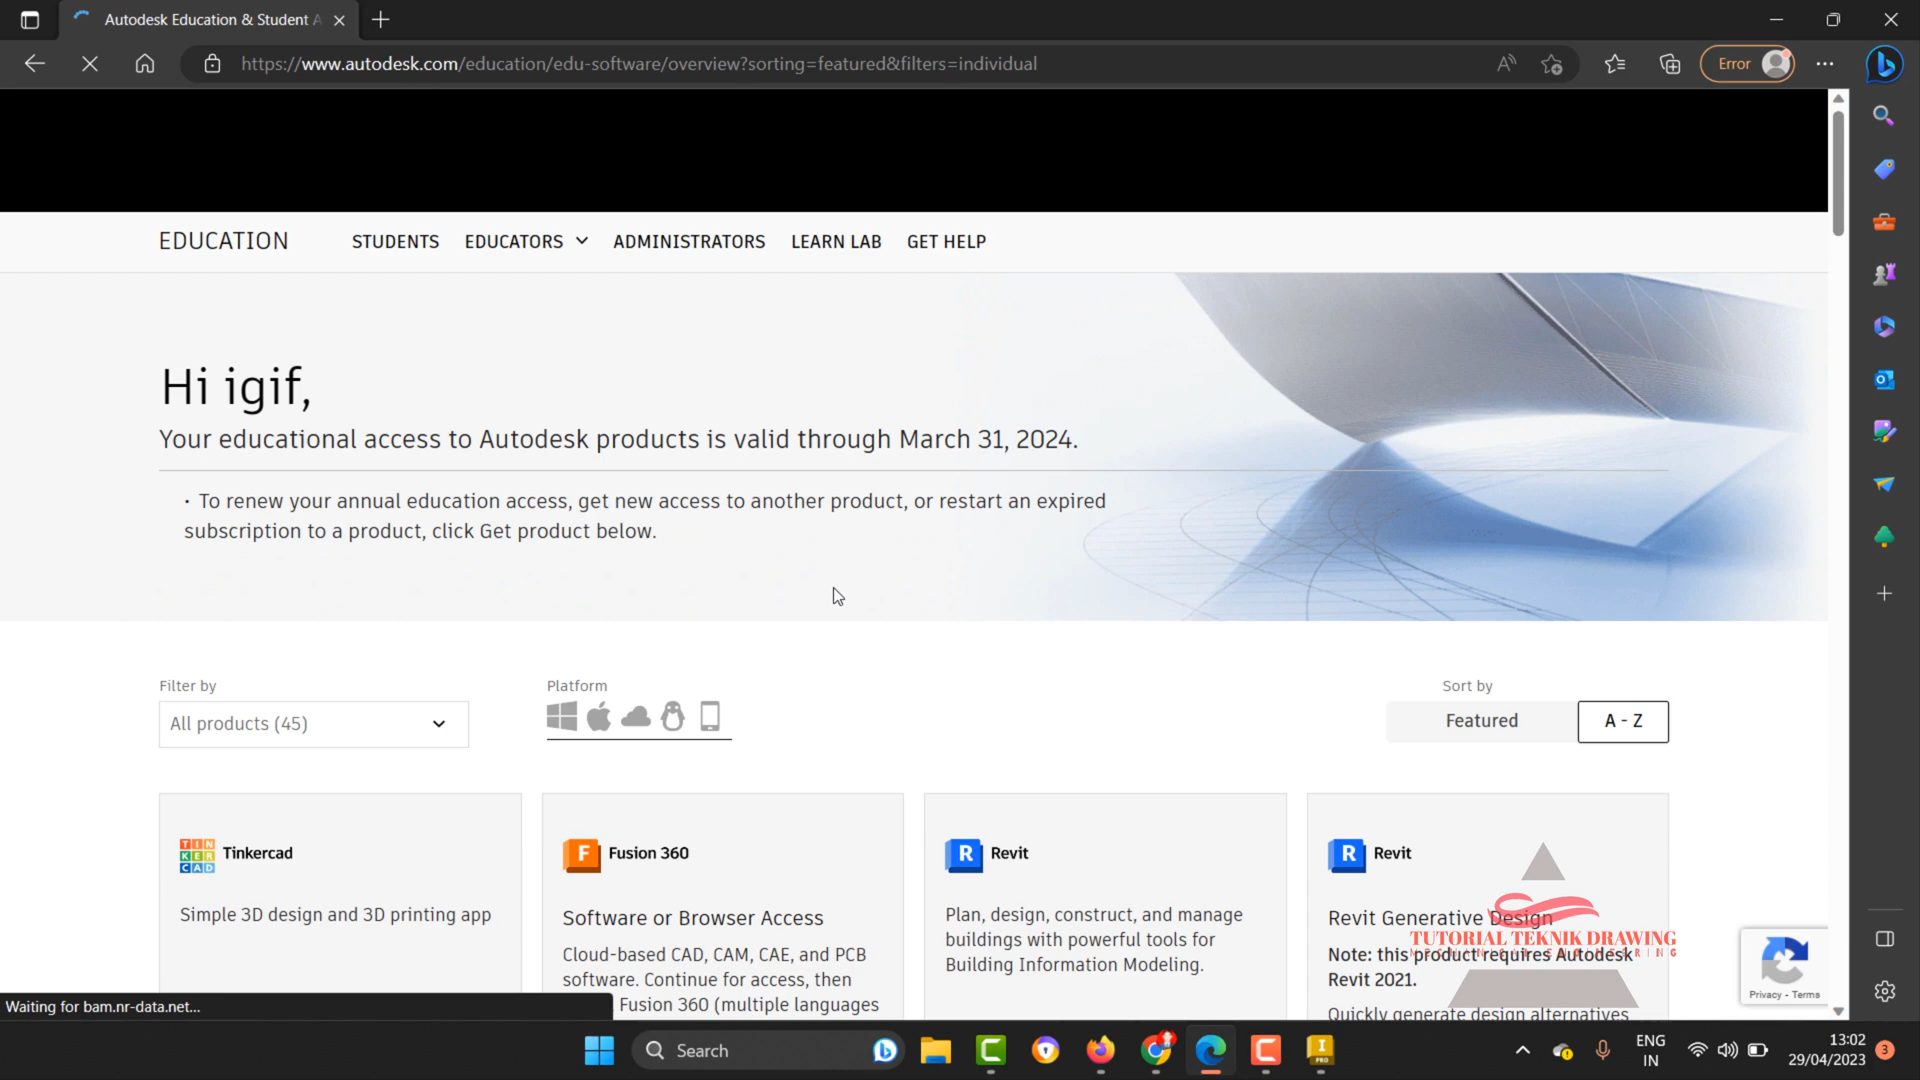 Autodesk Education & Student A
https://www.autodesk.com/education/edu-software/overview?sorting=featured&filters=individual
Error
EDUCATION STUDENTS EDUCATORS ADMINISTRATORS LEARN LAB GET HELP
Hi igif,
Your educational access to Autodesk products is valid through March 31, 2024.
· To renew your annual education access, get new access to another product, or restart an expired
subscription to a product, click Get product below.
Filter by
All products (45)
Platform
Sort by
Featured
A - Z
TIN
KER
CAD
Tinkercad
Simple 3D design and 3D printing app
F Fusion 360
Software or Browser Access
Cloud-based CAD, CAM, CAE, and PCB
software. Continue for access, then
Fusion 360 (multiple languages
R Revit
Plan, design, construct, and manage
buildings with powerful tools for
Building Information Modeling.
R Revit
Revit Generative Design
Note: this product requires Autodesk
Revit 2021.
Quickly generate design alternatives
TUTORIAL TEKNIK DRAWING
Privacy - Terms
Waiting for bam.nr-data.net...
Search
I
PRO
ENG
IN
13:02
29/04/2023
3